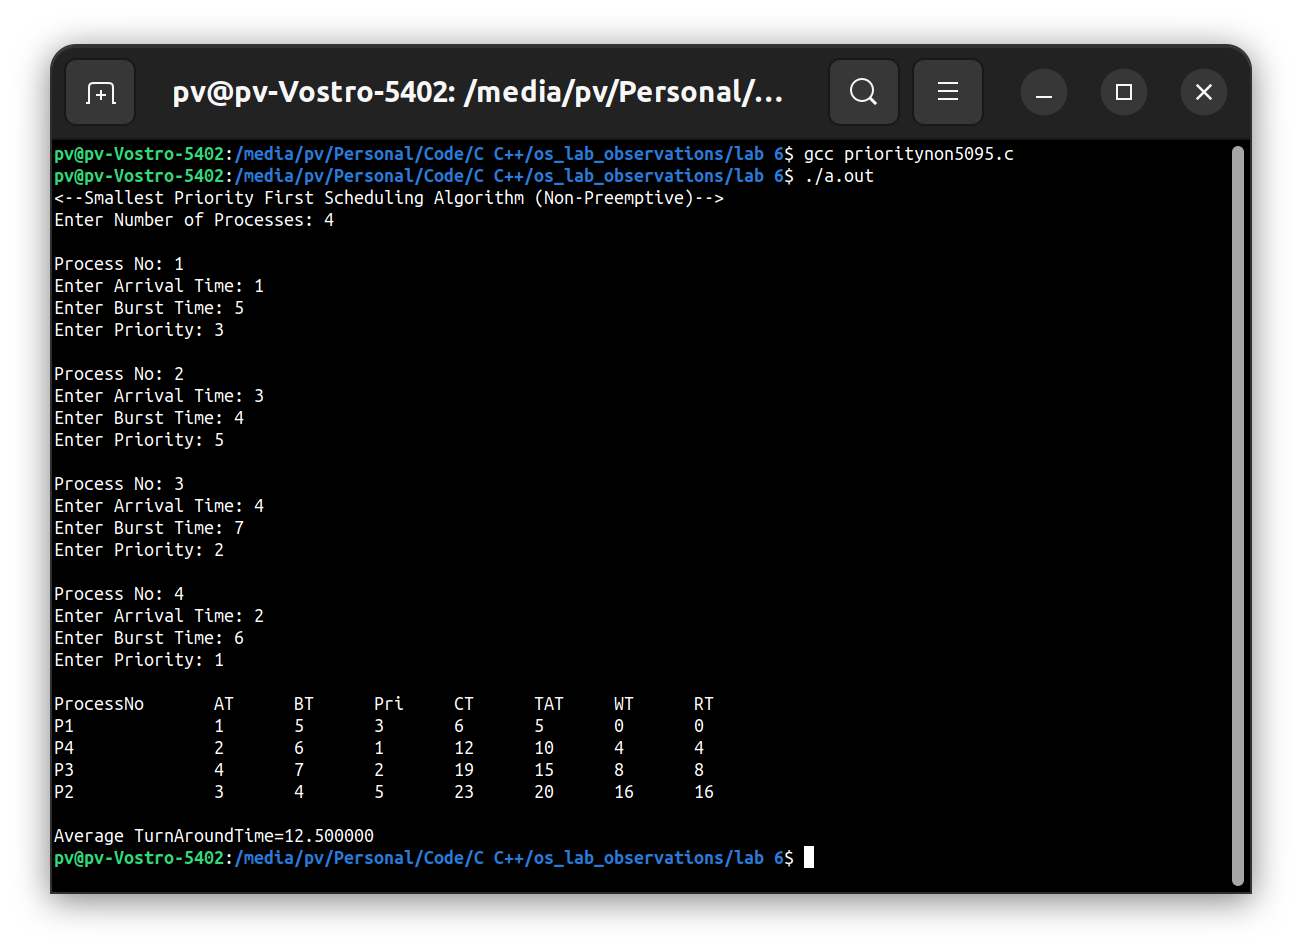 pv@pv-Vostro-5402: /media/pv/Personal/...
pv@pv-Vostro-5402:/media/pv/Personal/Code/C C++/os_lab_observations/lab 6$ gcc prioritynon5095.c
pv@pv-Vostro-5402:/media/pv/Personal/Code/C C++/os_lab_observations/lab 6$ ./a.out
<--Smallest Priority First Scheduling Algorithm (Non-Preemptive)-->
Enter Number of Processes: 4

Process No: 1
Enter Arrival Time: 1
Enter Burst Time: 5
Enter Priority: 3

Process No: 2
Enter Arrival Time: 3
Enter Burst Time: 4
Enter Priority: 5

Process No: 3
Enter Arrival Time: 4
Enter Burst Time: 7
Enter Priority: 2

Process No: 4
Enter Arrival Time: 2
Enter Burst Time: 6
Enter Priority: 1

ProcessNo       AT      BT      Pri     CT      TAT     WT      RT
P1              1       5       3       6       5       0       0
P4              2       6       1       12      10      4       4
P3              4       7       2       19      15      8       8
P2              3       4       5       23      20      16      16

Average TurnAroundTime=12.500000
pv@pv-Vostro-5402:/media/pv/Personal/Code/C C++/os_lab_observations/lab 6$